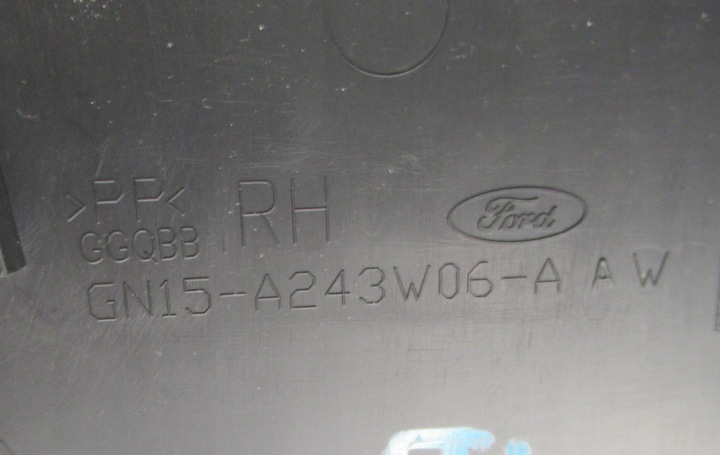 >PP< RH Ford
GGQBB
GN15-A243W06-A A W